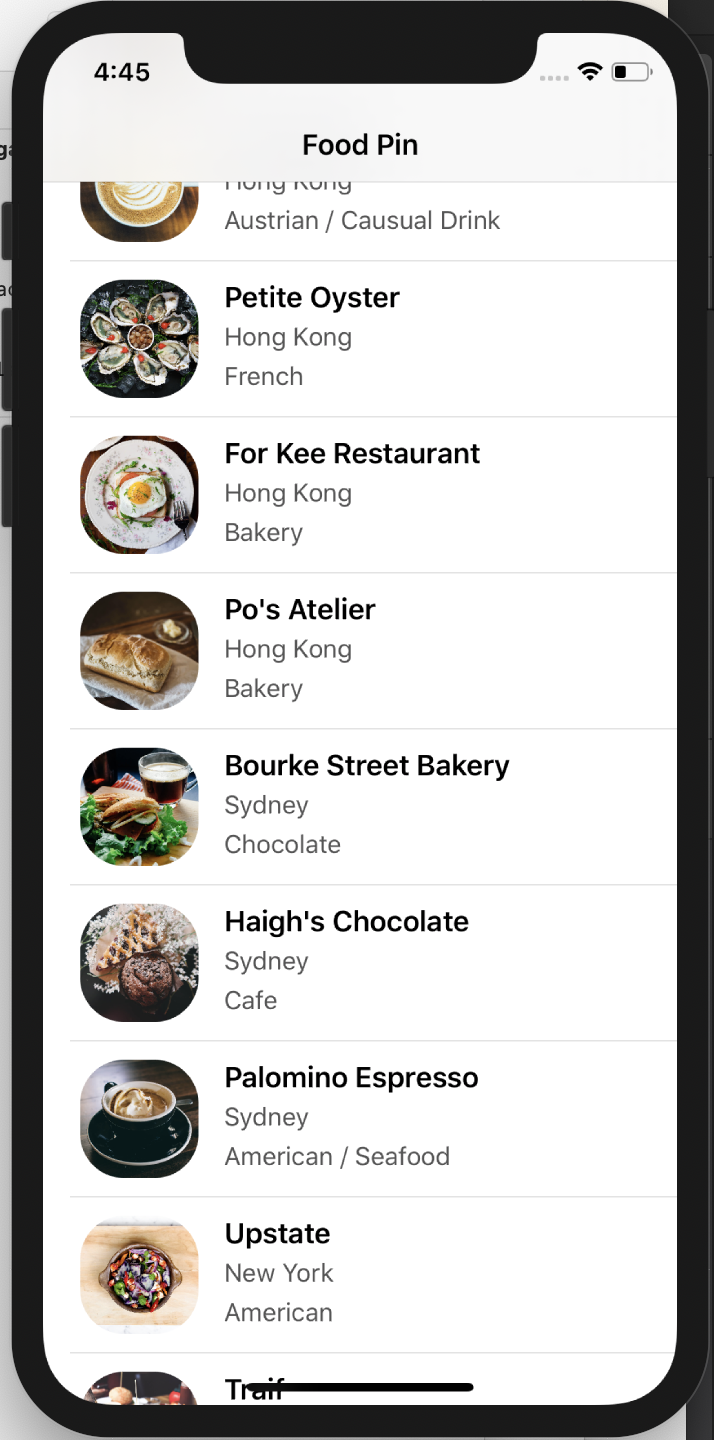 4:45
Food Pin
Hong Kong
Austrian / Causual Drink
Petite Oyster
Hong Kong
French
For Kee Restaurant
Hong Kong
Bakery
Po's Atelier
Hong Kong
Bakery
Bourke Street Bakery
Sydney
Chocolate
Haigh's Chocolate
Sydney
Cafe
Palomino Espresso
Sydney
American / Seafood
Upstate
New York
American
Traif